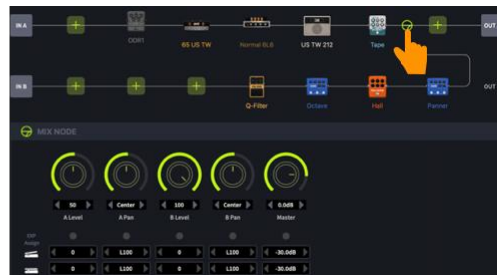 IN A
ODR1
65 US TW
Normal BL6
US TW 212
Tape
OUT
IN B
Q-Filter
Octave
Hall
Panner
OUT
MIX NODE
50 Center 100 Center 0.0dB
A Level A Pan B Level B Pan Master
EXP
Assign
0 L100 0 L100 -30.0dB
0 L100 0 L100 -30.0dB